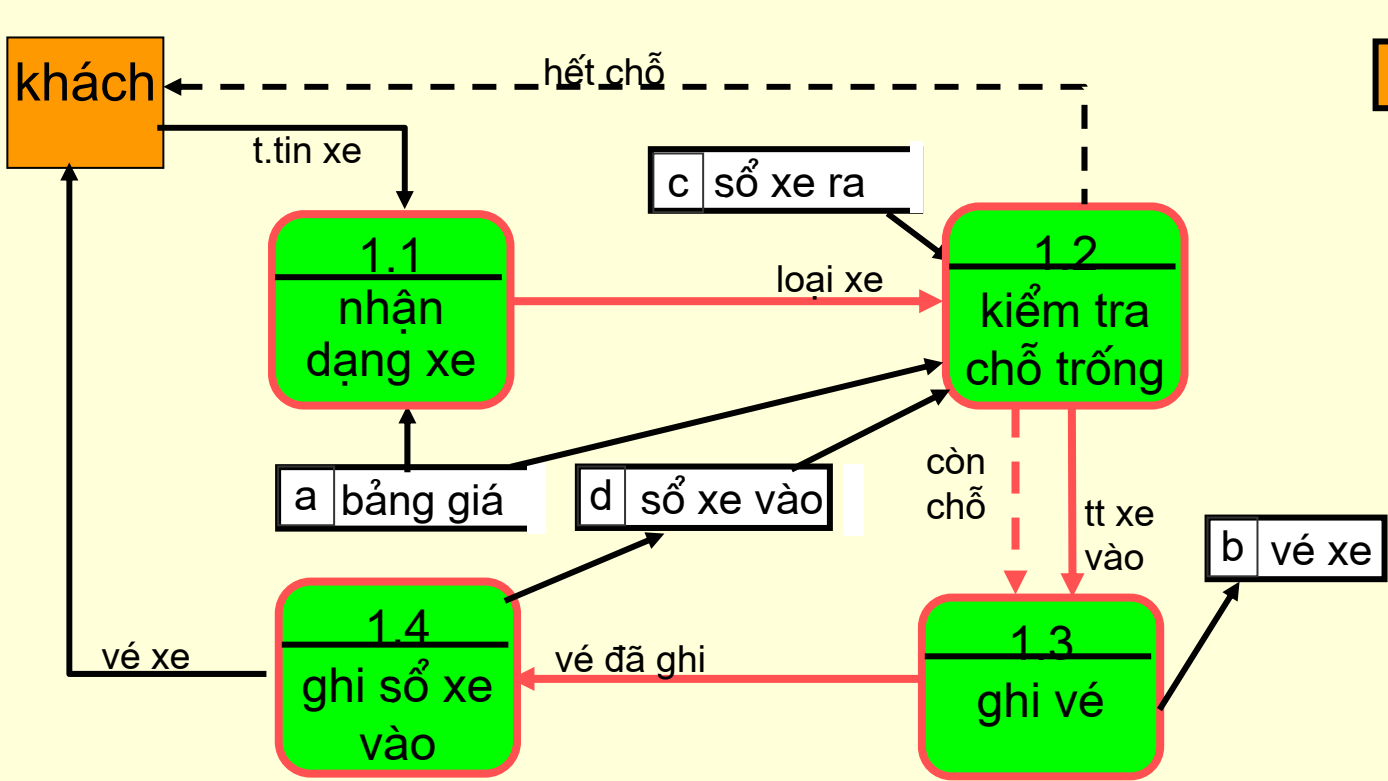 hết chỗ
khách
t.tin xe
c sổ xe ra
1.1
nhận
dạng xe
loại xe
1.2
kiểm tra
chỗ trống
a bảng giá
d sổ xe vào
còn
chỗ
tt xe
vào
b vé xe
1.4
ghi sổ xe
vào
vé xe
vé đã ghi
1.3
ghi vé